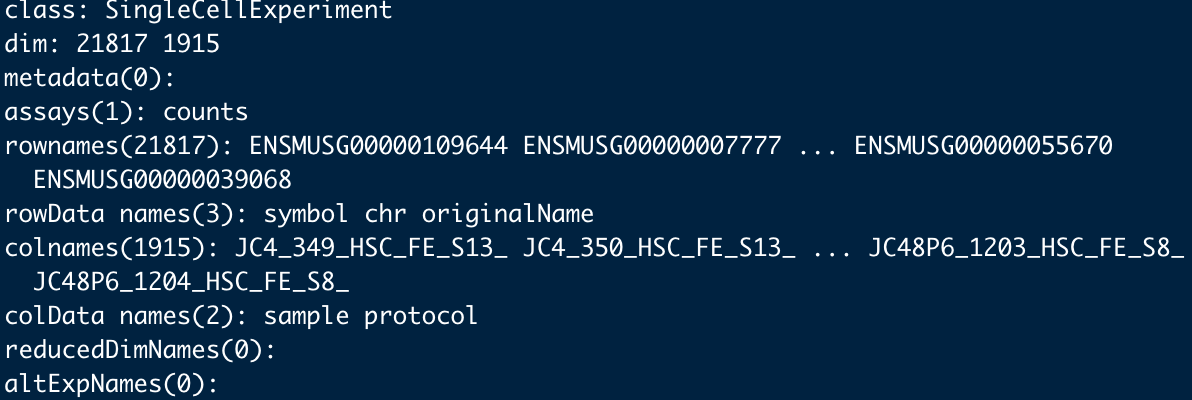 class: SingleCellExperiment
dim: 21817 1915
metadata(0):
assays(1): counts
rownames(21817): ENSMUSG00000109644 ENSMUSG00000007777 ... ENSMUSG00000055670
ENSMUSG00000039068
rowData names(3): symbol chr originalName
colnames(1915): JC4_349_HSC_FE_S13_ JC4_350_HSC_FE_S13_ ... JC48P6_1203_HSC_FE_S8_
JC48P6_1204_HSC_FE_S8_
colData names(2): sample protocol
reducedDimNames(0):
altExpNames(0):